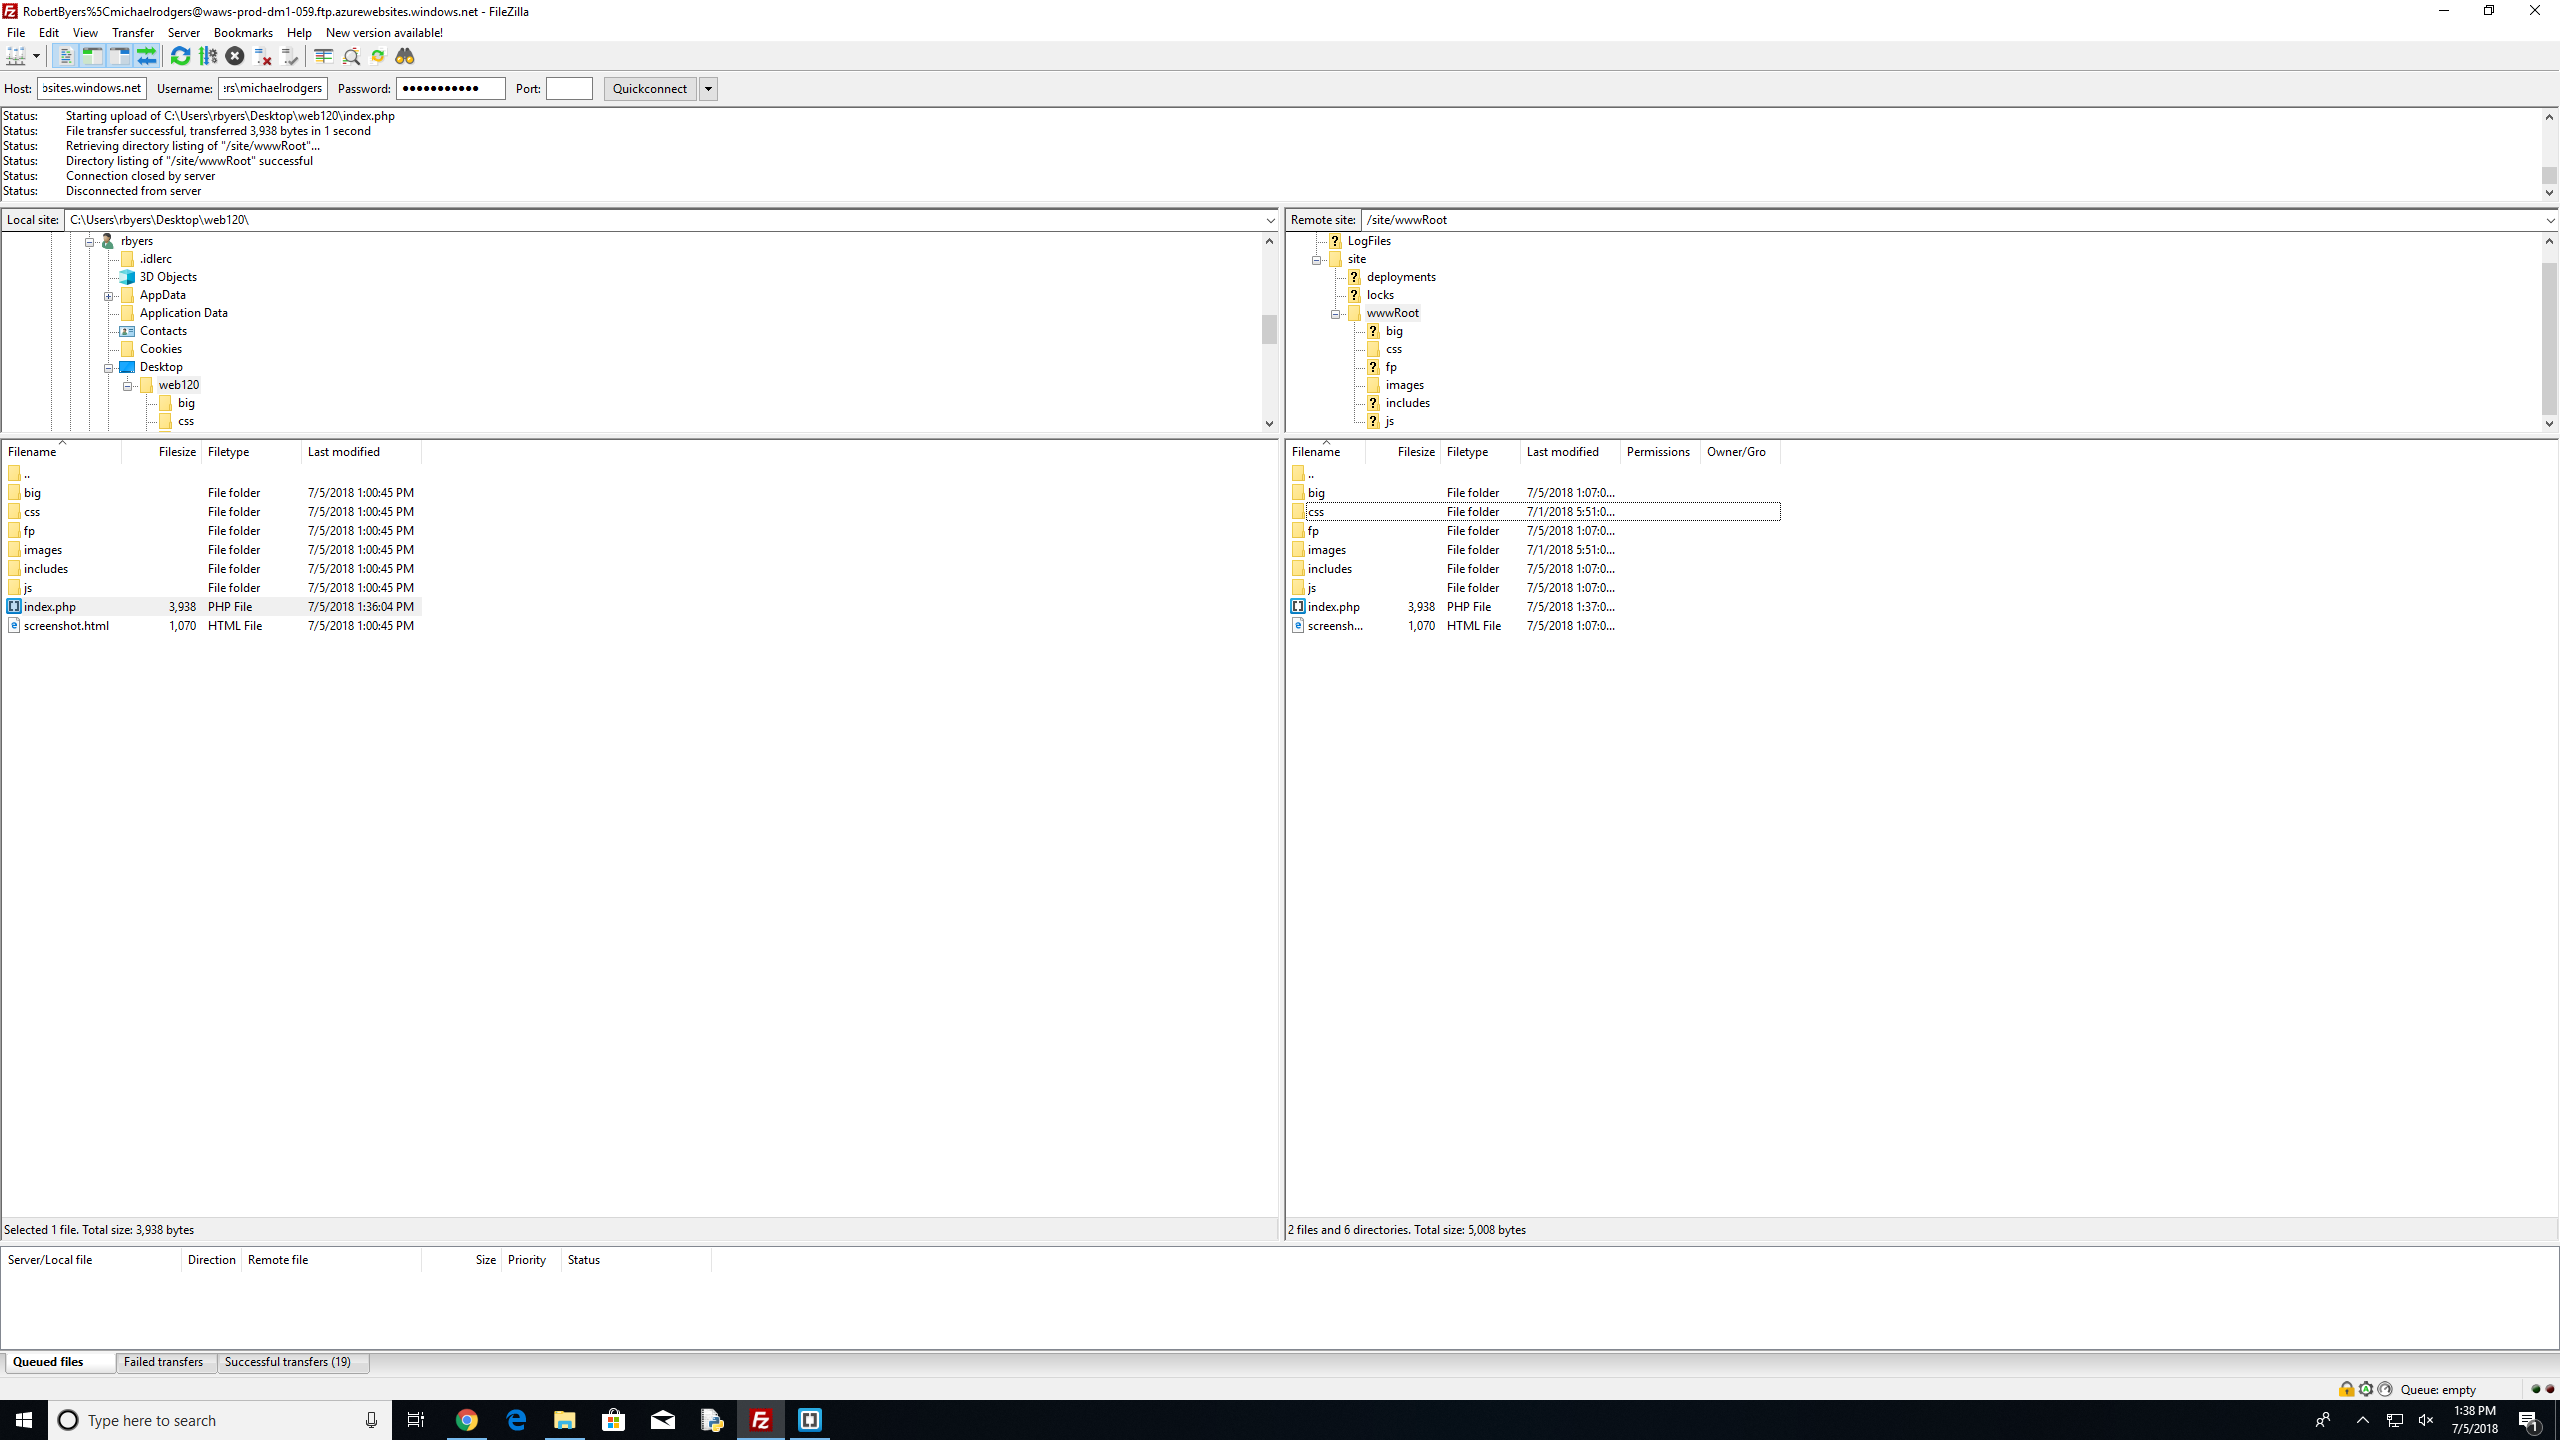 RobertByers%5Cmichaelrodgers@waws-prod-dm1-059.ftp.azurewebsites.windows.net - FileZilla
File Edit View Transfer Server Bookmarks Help New version available!
Host: osites.windows.net Username: :rs\michaelrodgers Password: ●●●●●●●●●●● Port: Quickconnect
Status: Starting upload of C:\Users\rbyers\Desktop\web120\index.php
Status: File transfer successful, transferred 3,938 bytes in 1 second
Status: Retrieving directory listing of "/site/wwwRoot"...
Status: Directory listing of "/site/wwwRoot" successful
Status: Connection closed by server
Status: Disconnected from server
Local site: C:\Users\rbyers\Desktop\web120\
rbyers
.idlerc
3D Objects
AppData
Application Data
Contacts
Cookies
Desktop
web120
big
css
Remote site: /site/wwwRoot
LogFiles
site
deployments
locks
wwwRoot
big
css
fp
images
includes
js
Filename Filesize Filetype Last modified
..
big File folder 7/5/2018 1:00:45 PM
css File folder 7/5/2018 1:00:45 PM
fp File folder 7/5/2018 1:00:45 PM
images File folder 7/5/2018 1:00:45 PM
includes File folder 7/5/2018 1:00:45 PM
js File folder 7/5/2018 1:00:45 PM
index.php 3,938 PHP File 7/5/2018 1:36:04 PM
screenshot.html 1,070 HTML File 7/5/2018 1:00:45 PM
Selected 1 file. Total size: 3,938 bytes
Filename Filesize Filetype Last modified Permissions Owner/Gro
..
big File folder 7/5/2018 1:07:0...
css File folder 7/1/2018 5:51:0...
fp File folder 7/5/2018 1:07:0...
images File folder 7/1/2018 5:51:0...
includes File folder 7/5/2018 1:07:0...
js File folder 7/5/2018 1:07:0...
index.php 3,938 PHP File 7/5/2018 1:37:0...
screensh... 1,070 HTML File 7/5/2018 1:07:0...
2 files and 6 directories. Total size: 5,008 bytes
Server/Local file Direction Remote file Size Priority Status
Queued files Failed transfers Successful transfers (19)
Queue: empty
Type here to search
1:38 PM
7/5/2018
1